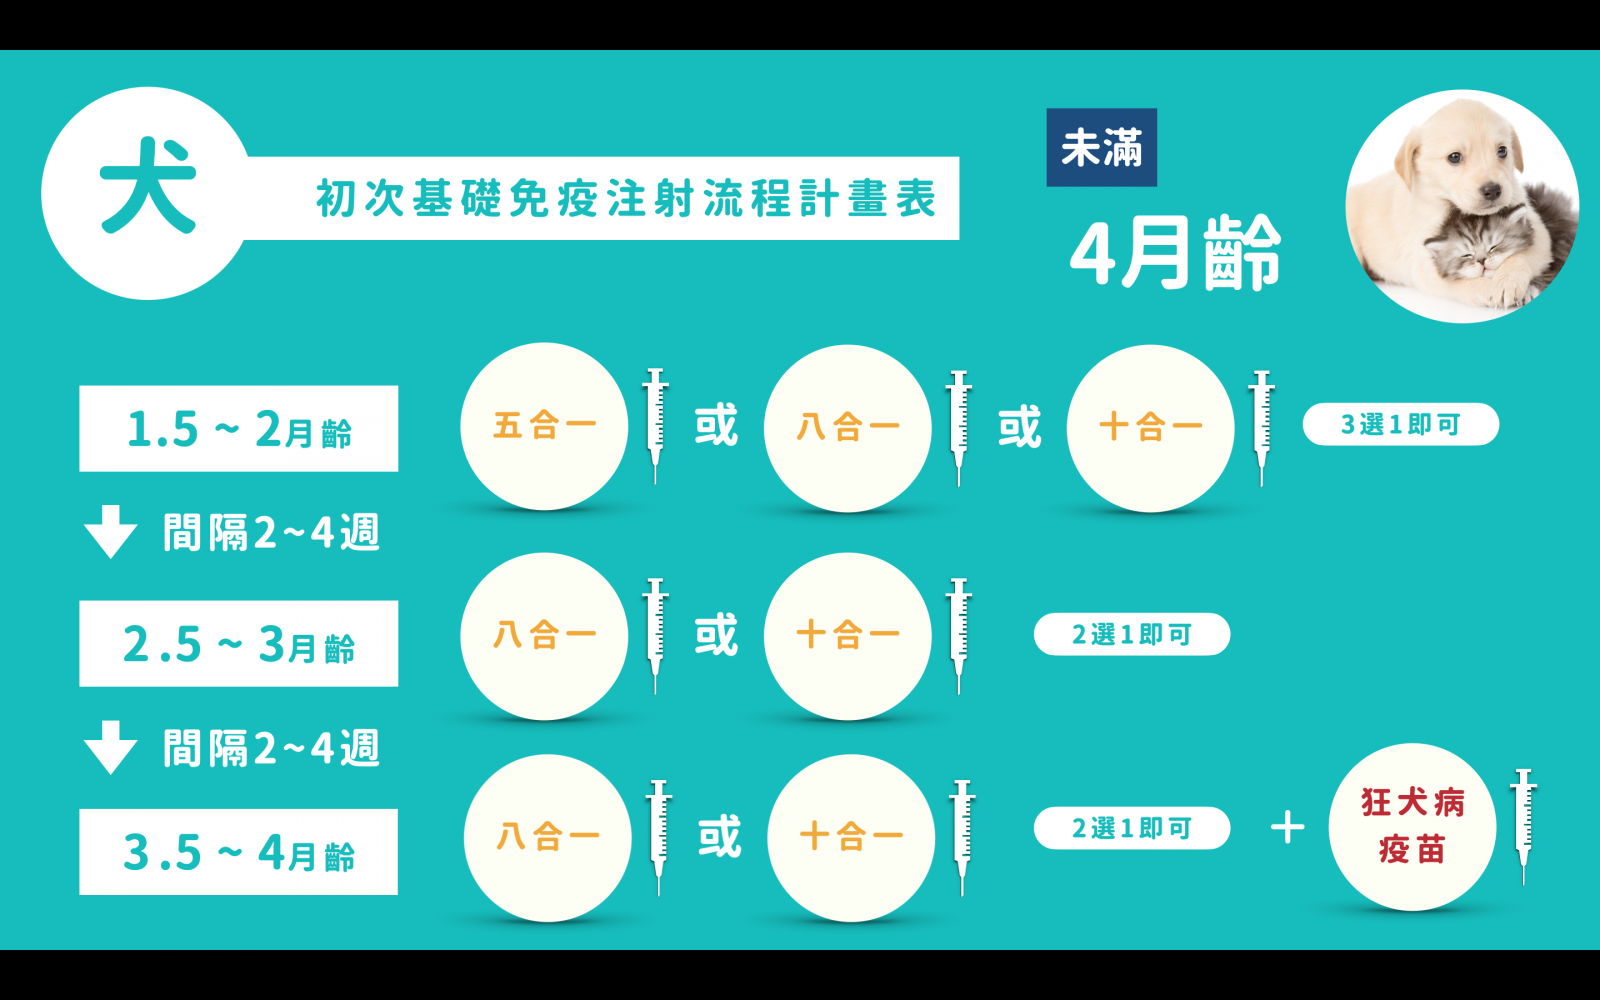 犬
初次基礎免疫注射流程計畫表
未滿
4月齡
1.5 ~ 2月齡
五合一
或
八合一
或
十合一
3選1即可
間隔2~4週
2.5 ~ 3月齡
八合一
或
十合一
2選1即可
間隔2~4週
3.5 ~ 4月齡
八合一
或
十合一
2選1即可
+
狂犬病
疫苗